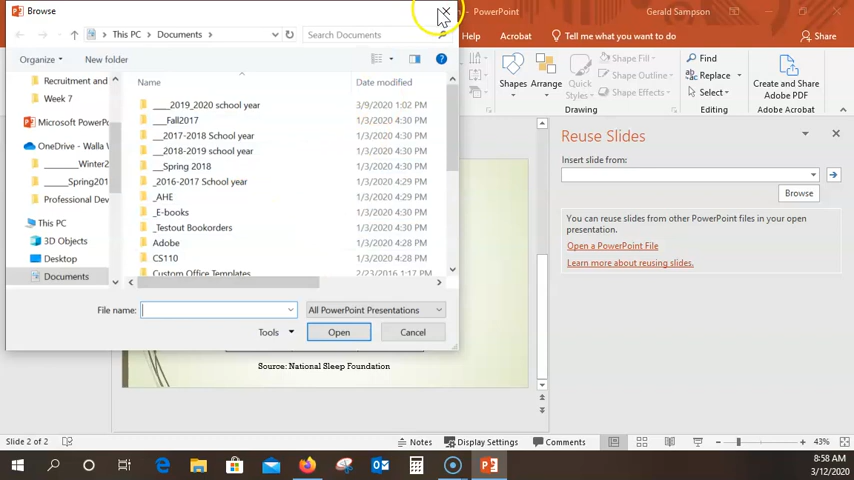 Browse
PowerPoint
Gerald Sampson
This PC
Documents
Search Documents
Help
Acrobat
Tell me what you want to do
Share
Organize
New folder
Shapes
Arrange
Quick Styles
Shape Fill
Shape Outline
Shape Effects
Find
Replace
Select
Create and Share Adobe PDF
Drawing
Editing
Adobe Acrobat
Recruitment and
Week 7
Microsoft PowerPo
OneDrive - Walla W
________Winter2
______Spring201
Professional Dev
This PC
3D Objects
Desktop
Documents
Name
Date modified
____2019_2020 school year
3/9/2020 1:02 PM
___Fall2017
1/3/2020 4:30 PM
__2017-2018 School year
1/3/2020 4:30 PM
__2018-2019 school year
1/3/2020 4:30 PM
__Spring 2018
1/3/2020 4:30 PM
_2016-2017 School year
1/3/2020 4:29 PM
_AHE
1/3/2020 4:29 PM
_E-books
1/3/2020 4:30 PM
_Testout Bookorders
1/3/2020 4:30 PM
Adobe
1/3/2020 4:28 PM
CS110
1/3/2020 4:28 PM
Custom Office Templates
2/23/2016 1:17 PM
File name:
All PowerPoint Presentations
Tools
Open
Cancel
Reuse Slides
Insert slide from:
Browse
You can reuse slides from other PowerPoint files in your open
presentation.
Open a PowerPoint File
Learn more about reusing slides.
Source: National Sleep Foundation
Slide 2 of 2
Notes
Display Settings
Comments
43%
8:58 AM
3/12/2020